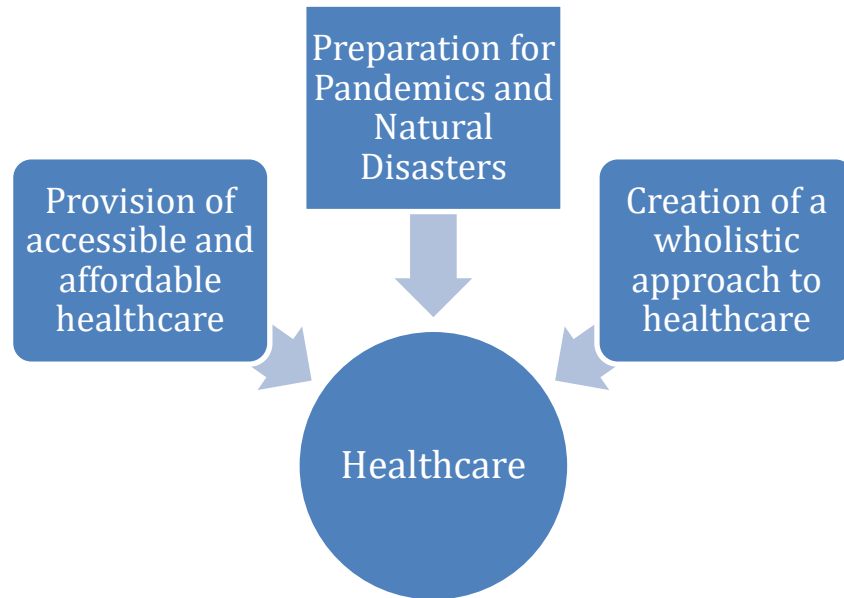 Preparation for
Pandemics and
Natural
Disasters
Provision of
accessible and
affordable
healthcare
Creation of a
wholistic
approach to
healthcare
Healthcare